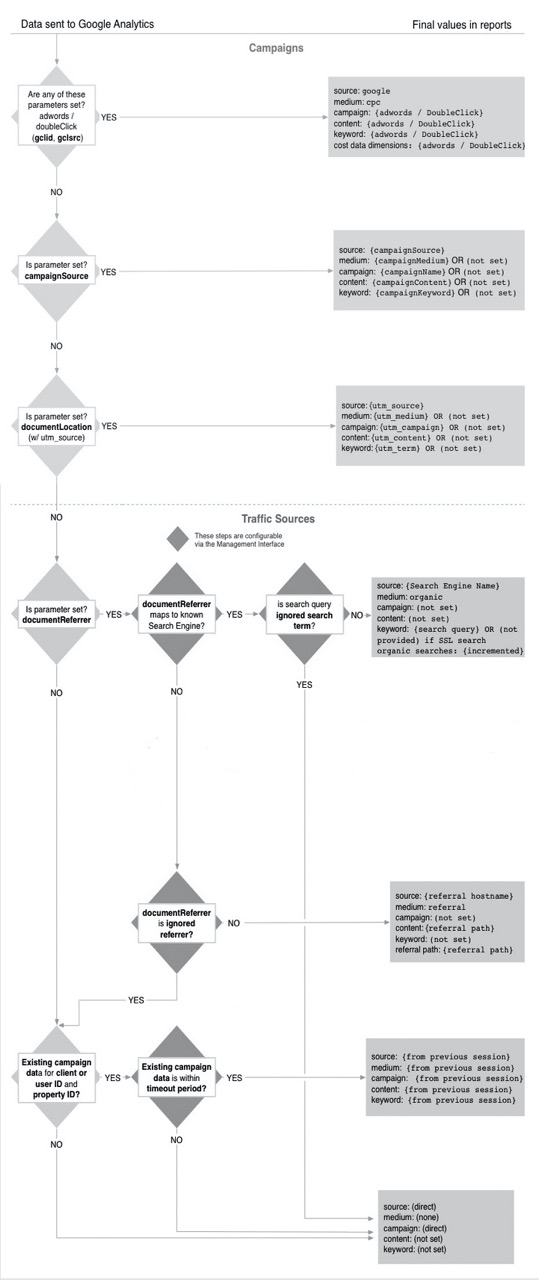 Data sent to Google Analytics
Final values in reports
Campaigns
Are any of these
parameters set?
adwords /
doubleClick
(gclid, gclsrc)
YES
source: google
medium: cpc
campaign: {adwords / DoubleClick}
content: {adwords / DoubleClick}
keyword: {adwords / DoubleClick}
cost data dimensions: {adwords / DoubleClick}
NO
Is parameter set?
campaignSource
YES
source: {campaignSource}
medium: {campaignMedium} OR (not set)
campaign: {campaignName} OR (not set)
content: {campaignContent} OR (not set)
keyword: {campaignKeyword} OR (not set)
NO
Is parameter set?
documentLocation
(w/ utm_source)
YES
source: {utm_source}
medium: {utm_medium} OR (not set)
campaign: {utm_campaign} OR (not set)
content: {utm_content} OR (not set)
keyword: {utm_term} OR (not set)
NO
Traffic Sources
These steps are configurable
via the Management Interface
Is parameter set?
documentReferrer
YES
documentReferrer
maps to known
Search Engine?
YES
is search query
ignored search
term?
NO
source: {Search Engine Name}
medium: organic
campaign: (not set)
content: (not set)
keyword: {search query} OR (not
provided) if SSL search
organic searches: {incremented}
NO
NO
YES
documentReferrer
is ignored
referrer?
NO
source: {referral hostname}
medium: referral
campaign: (not set)
content: {referral path}
keyword: (not set)
referral path: {referral path}
YES
Existing campaign
data for client or
user ID and
property ID?
YES
Existing campaign
data is within
timeout period?
YES
source: {from previous session}
medium: {from previous session}
campaign: {from previous session}
content: {from previous session}
keyword: {from previous session}
NO
NO
source: (direct)
medium: (none)
campaign: (direct)
content: (not set)
keyword: (not set)